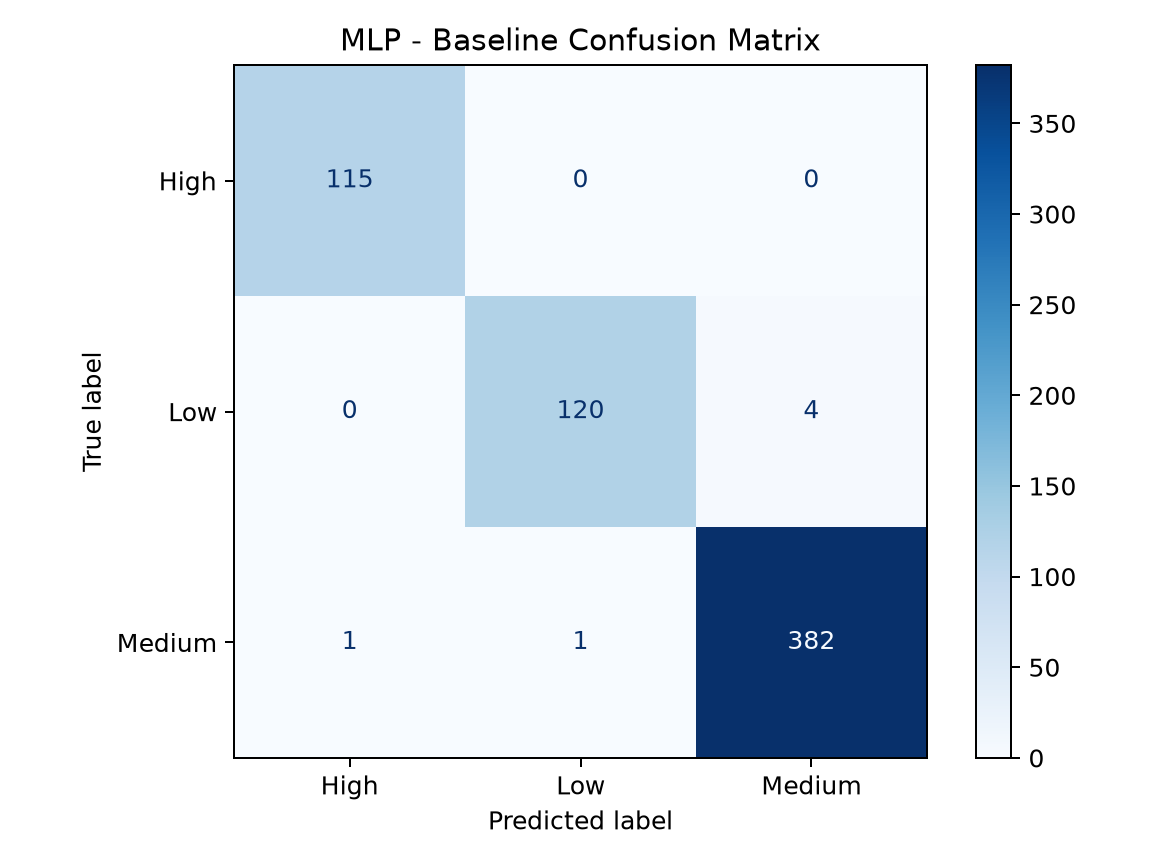 MLP - Baseline Confusion Matrix
High 115 0 0
Low 0 120 4
Medium 1 1 382
High Low Medium
Predicted label
True label
350
300
250
200
150
100
50
0